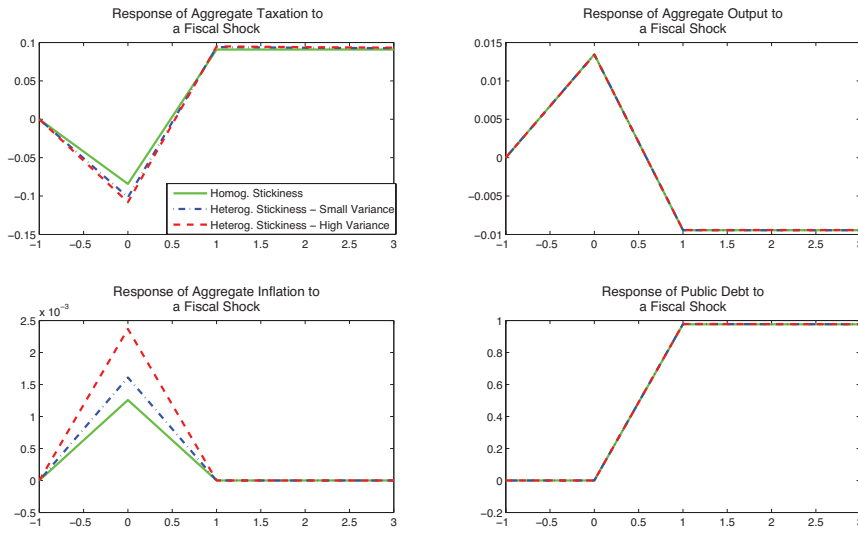 Response of Aggregate Taxation to
a Fiscal Shock
0.1
0.05
0
−0.05
−0.1
−0.15
−1 −0.5 0 0.5 1 1.5 2 2.5 3
Homog. Stickiness
Heterog. Stickiness − Small Variance
Heterog. Stickiness − High Variance
Response of Aggregate Output to
a Fiscal Shock
0.015
0.01
0.005
0
−0.005
−0.01
−1 −0.5 0 0.5 1 1.5 2 2.5 3
Response of Aggregate Inflation to
a Fiscal Shock
x 10⁻³
2.5
2
1.5
1
0.5
0
−0.5
−1 −0.5 0 0.5 1 1.5 2 2.5 3
Response of Public Debt to
a Fiscal Shock
1
0.8
0.6
0.4
0.2
0
−0.2
−1 −0.5 0 0.5 1 1.5 2 2.5 3